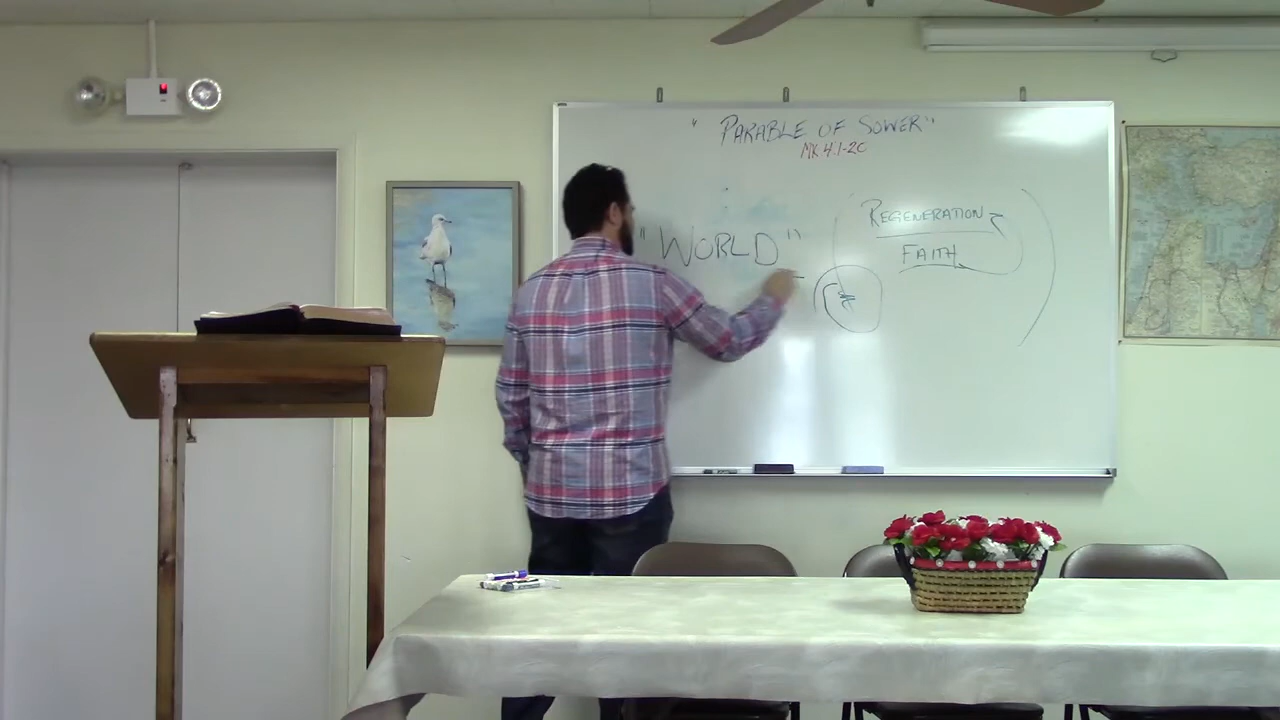 "PARABLE OF SOWER"
MK 4.1-20
"WORLD"
REGENERATION
FAITH